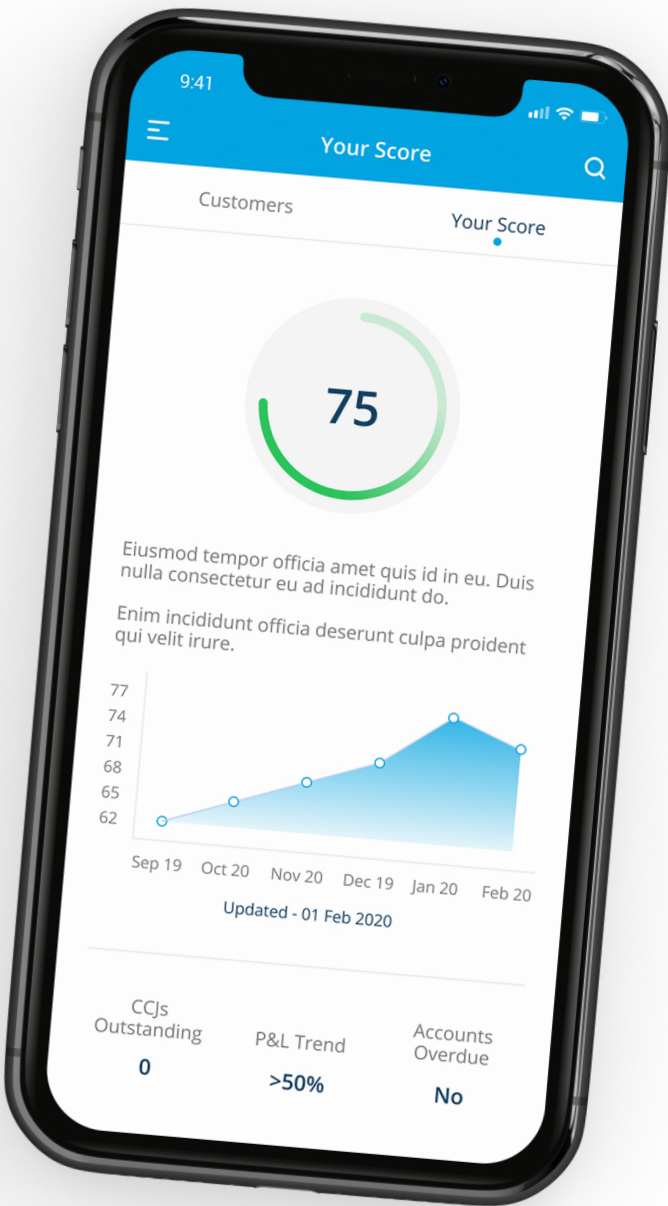 9:41
Your Score
Customers
Your Score
75
Eiusmod tempor officia amet quis id in eu. Duis
nulla consectetur eu ad incididunt do.
Enim incididunt officia deserunt culpa proident
qui velit irure.
77
74
71
68
65
62
Sep 19 Oct 20 Nov 20 Dec 19 Jan 20 Feb 20
Updated - 01 Feb 2020
CCJs
Outstanding
0
P&L Trend
>50%
Accounts
Overdue
No